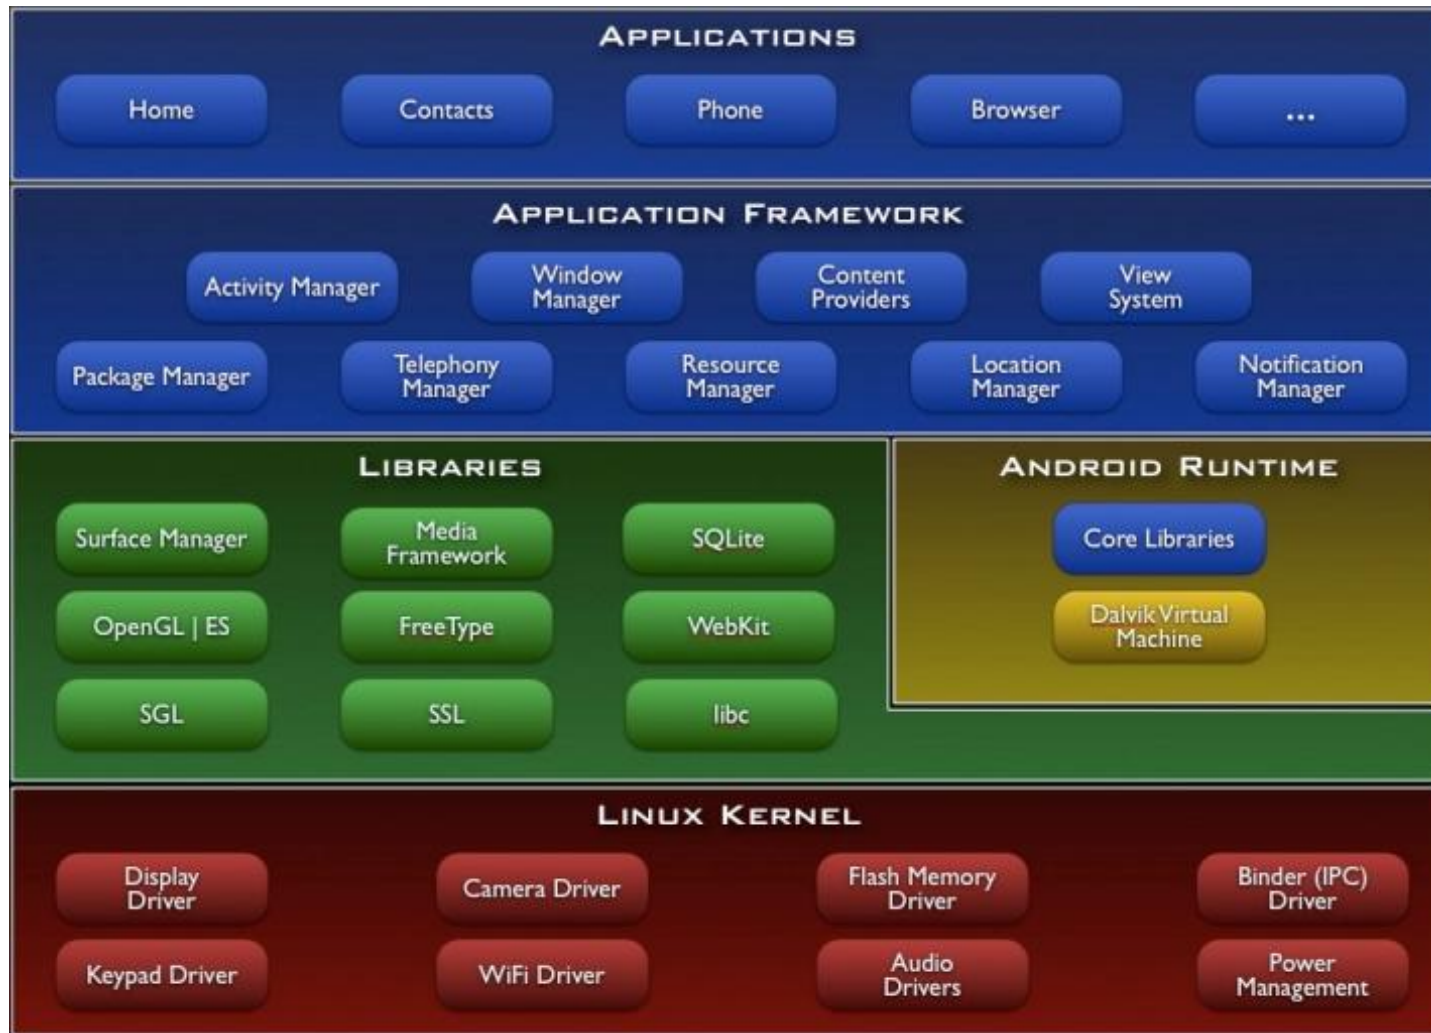 APPLICATIONS
Home
Contacts
Phone
Browser
...
APPLICATION FRAMEWORK
Activity Manager
Window
Manager
Content
Providers
View
System
Package Manager
Telephony
Manager
Resource
Manager
Location
Manager
Notification
Manager
LIBRARIES
Surface Manager
Media
Framework
SQLite
OpenGL | ES
FreeType
WebKit
SGL
SSL
libc
ANDROID RUNTIME
Core Libraries
Dalvik Virtual
Machine
LINUX KERNEL
Display
Driver
Camera Driver
Flash Memory
Driver
Binder (IPC)
Driver
Keypad Driver
WiFi Driver
Audio
Drivers
Power
Management